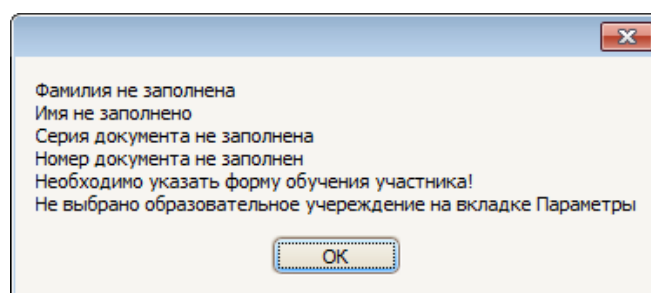 Фамилия не заполнена
Имя не заполнено
Серия документа не заполнена
Номер документа не заполнен
Необходимо указать форму обучения участника!
Не выбрано образовательное учереждение на вкладке Параметры
ОК